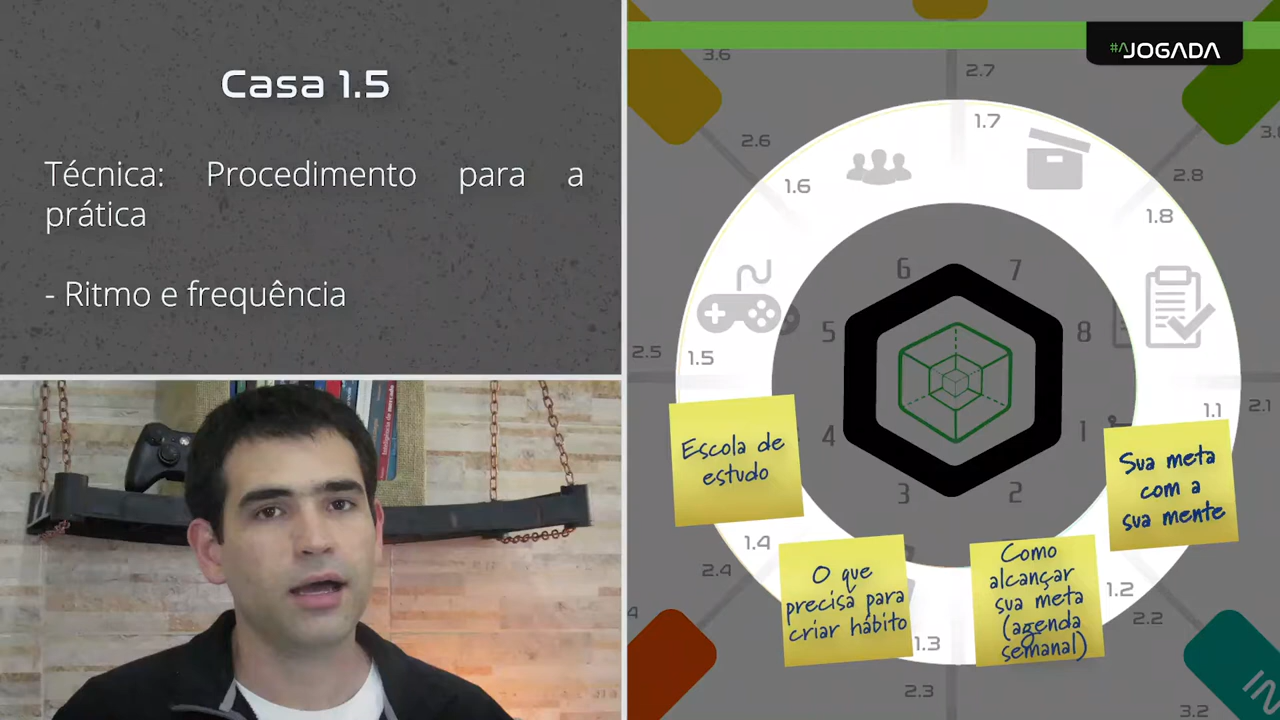 Casa 1.5
Técnica: Procedimento para a
prática
- Ritmo e frequência
#AJOGADA
3.6
2.7
2.6
1.7
1.6
2.8
1.8
6
7
5
8
2.5
1.5
4
1
1.1
2.1
3
2
Escola de
estudo
Sua meta
com a
sua mente
1.4
2.4
O que
precisa para
criar hábito
Como
alcançar
sua meta
(agenda
semanal)
1.2
2.2
1.3
2.3
3.2